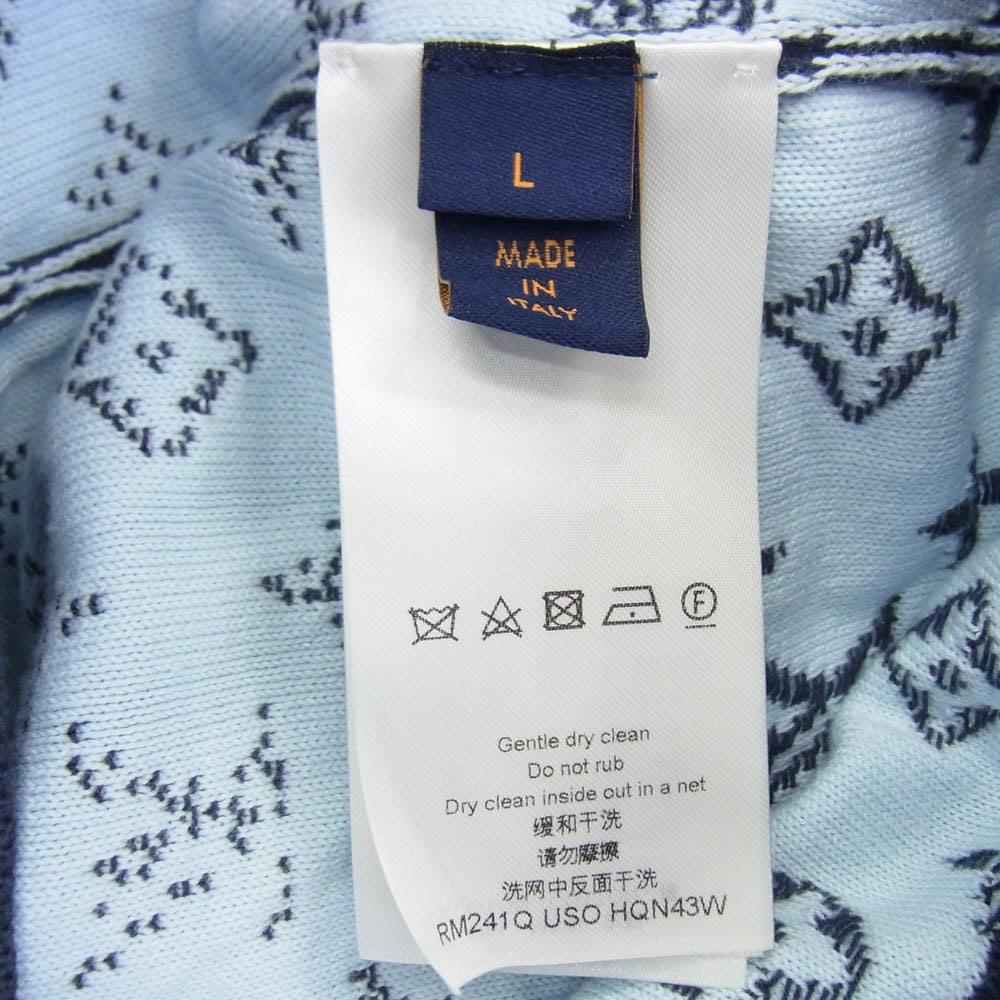 L
MADE
IN
ITALY
F
Gentle dry clean
Do not rub
Dry clean inside out in a net
缓和干洗
请勿摩擦
洗网中反面干洗
RM241Q USO HQN43W